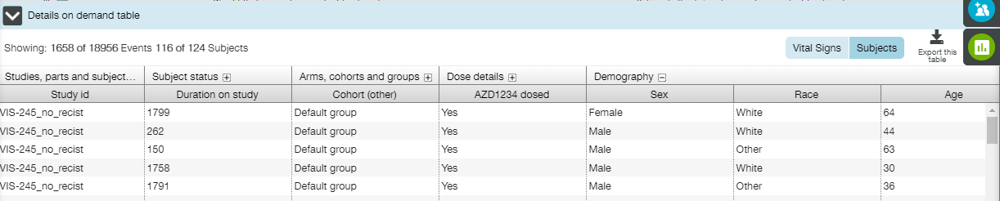 Details on demand table
Showing: 1658 of 18956 Events 116 of 124 Subjects
Vital Signs Subjects Export this table
Studies, parts and subject... Subject status Arms, cohorts and groups Dose details Demography
Study id Duration on study Cohort (other) AZD1234 dosed Sex Race Age
VIS-245_no_recist 1799 Default group Yes Female White 64
VIS-245_no_recist 262 Default group Yes Male White 44
VIS-245_no_recist 150 Default group Yes Male Other 63
VIS-245_no_recist 1758 Default group Yes Male White 30
VIS-245_no_recist 1791 Default group Yes Male Other 36